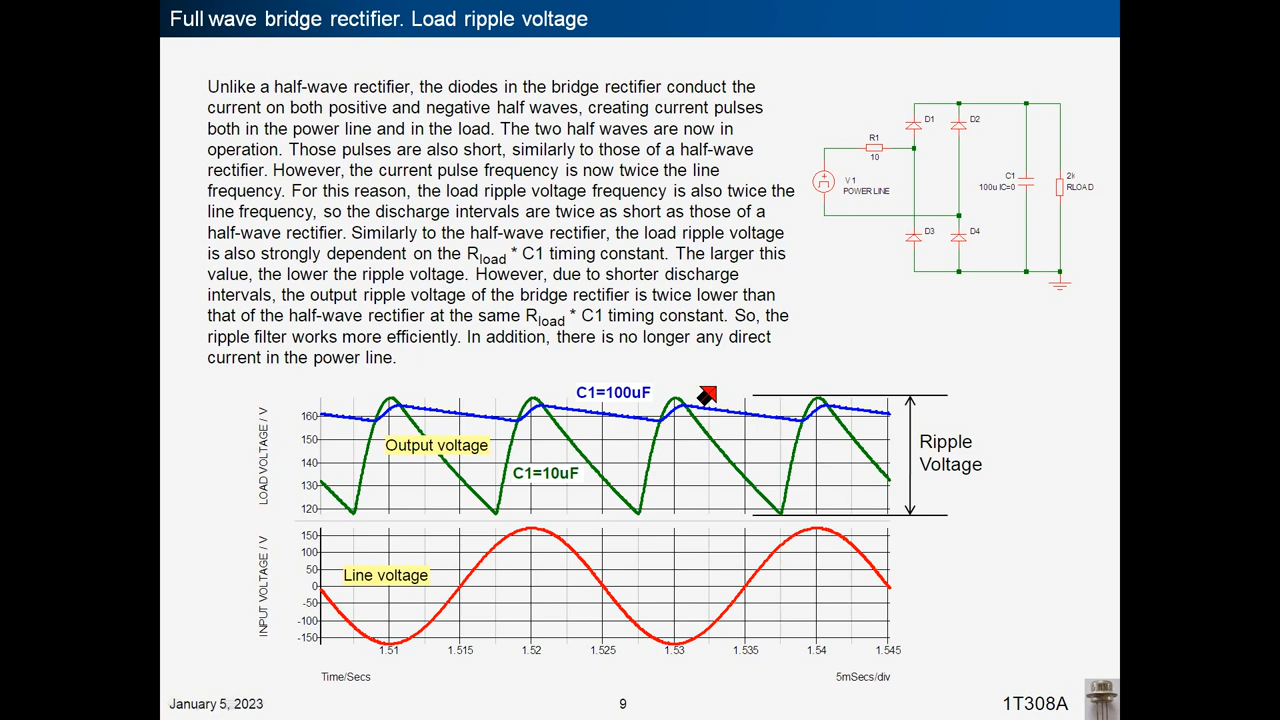 Full wave bridge rectifier. Load ripple voltage
Unlike a half-wave rectifier, the diodes in the bridge rectifier conduct the
current on both positive and negative half waves, creating current pulses
both in the power line and in the load. The two half waves are now in
operation. Those pulses are also short, similarly to those of a half-wave
rectifier. However, the current pulse frequency is now twice the line
frequency. For this reason, the load ripple voltage frequency is also twice the
line frequency, so the discharge intervals are twice as short as those of a
half-wave rectifier. Similarly to the half-wave rectifier, the load ripple voltage
is also strongly dependent on the Rload * C1 timing constant. The larger this
value, the lower the ripple voltage. However, due to shorter discharge
intervals, the output ripple voltage of the bridge rectifier is twice lower than
that of the half-wave rectifier at the same Rload * C1 timing constant. So, the
ripple filter works more efficiently. In addition, there is no longer any direct
current in the power line.
D1
D2
R1
10
V1
POWER LINE
C1
100u IC=0
RLOAD
D3
D4
C1=100uF
LOAD VOLTAGE / V
160
150
140
130
120
Output voltage
C1=10uF
Ripple
Voltage
INPUT VOLTAGE / V
150
100
50
0
-50
-100
-150
Line voltage
1.51
1.515
1.52
1.525
1.53
1.535
1.54
1.545
Time/Secs
5mSecs/div
January 5, 2023
9
1T308A